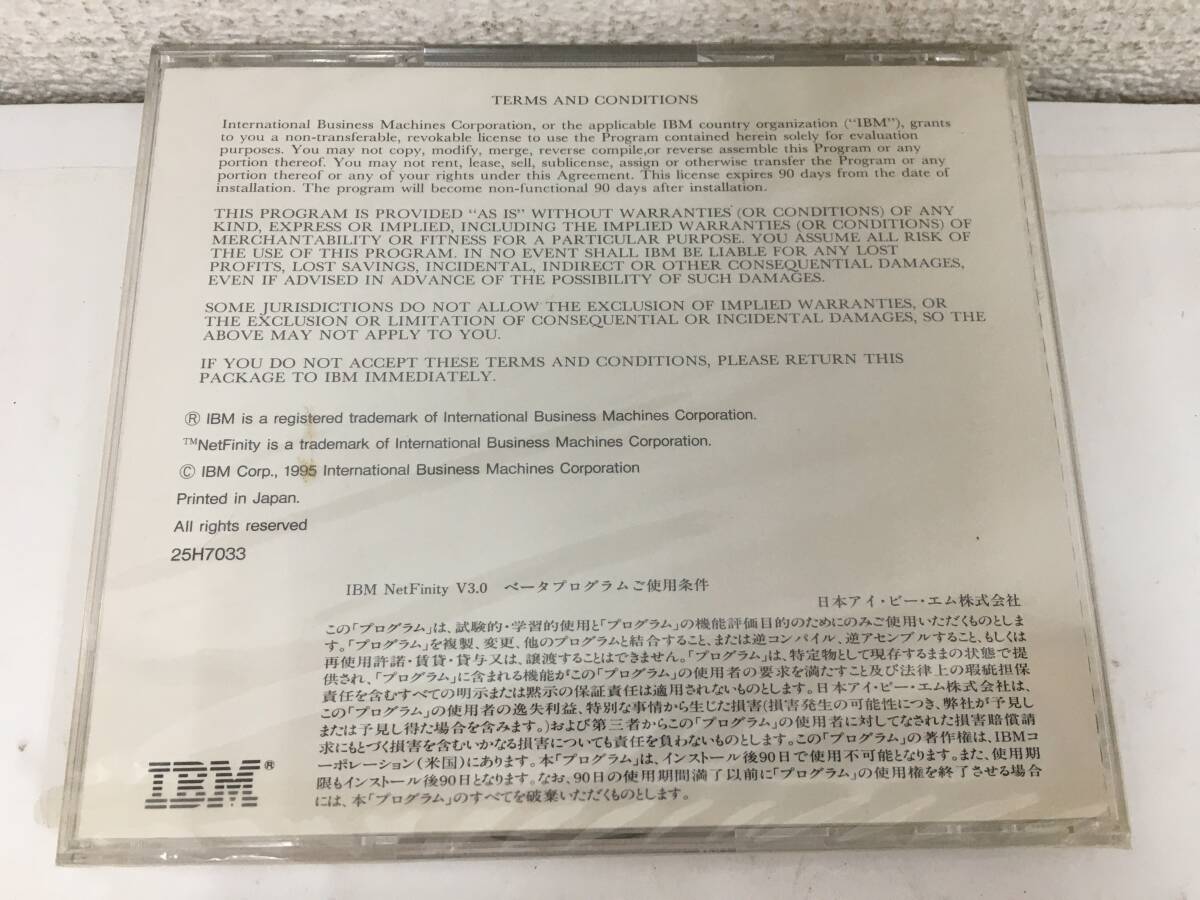 TERMS AND CONDITIONS
International Business Machines Corporation, or the applicable IBM country organization ("IBM"), grants
to you a non-transferable, revokable license to use the Program contained herein solely for evaluation
purposes. You may not copy, modify, merge, reverse compile,or reverse assemble this Program or any
portion thereof. You may not rent, lease, sell, sublicense, assign or otherwise transfer the Program or any
portion thereof or any of your rights under this Agreement. This license expires 90 days from the date of
installation. The program will become non-functional 90 days after installation.
THIS PROGRAM IS PROVIDED "AS IS" WITHOUT WARRANTIES (OR CONDITIONS) OF ANY
KIND, EXPRESS OR IMPLIED, INCLUDING THE IMPLIED WARRANTIES (OR CONDITIONS) OF
MERCHANTABILITY OR FITNESS FOR A PARTICULAR PURPOSE. YOU ASSUME ALL RISK OF
THE USE OF THIS PROGRAM. IN NO EVENT SHALL IBM BE LIABLE FOR ANY LOST
PROFITS, LOST SAVINGS, INCIDENTAL, INDIRECT OR OTHER CONSEQUENTIAL DAMAGES,
EVEN IF ADVISED IN ADVANCE OF THE POSSIBILITY OF SUCH DAMAGES.
SOME JURISDICTIONS DO NOT ALLOW THE EXCLUSION OF IMPLIED WARRANTIES, OR
THE EXCLUSION OR LIMITATION OF CONSEQUENTIAL OR INCIDENTAL DAMAGES, SO THE
ABOVE MAY NOT APPLY TO YOU.
IF YOU DO NOT ACCEPT THESE TERMS AND CONDITIONS, PLEASE RETURN THIS
PACKAGE TO IBM IMMEDIATELY.
® IBM is a registered trademark of International Business Machines Corporation.
™NetFinity is a trademark of International Business Machines Corporation.
© IBM Corp., 1995 International Business Machines Corporation
Printed in Japan.
All rights reserved
25H7033
IBM NetFinity V3.0 ベータプログラムご使用条件
日本アイ・ビー・エム株式会社
この「プログラム」は、試験的・学習的使用と「プログラム」の機能評価目的のためにのみご使用いただくものとしま
す。「プログラム」を複製、変更、他のプログラムと結合すること、または逆コンパイル、逆アセンブルすること、もしくは
再使用許諾・賃貸・貸与又は、譲渡することはできません。「プログラム」は、特定物として現存するままの状態で提
供され、「プログラム」に含まれる機能がこの「プログラム」の使用者の要求を満たすこと及び法律上の瑕疵担保
責任を含むすべての明示または黙示の保証責任は適用されないものとします。日本アイ・ビー・エム株式会社は、
この「プログラム」の使用者の逸失利益、特別な事情から生じた損害(損害発生の可能性につき、弊社が予見し
または予見し得た場合を含みます。)および第三者からこの「プログラム」の使用者に対してなされた損害賠償請
求にもとづく損害を含むいかなる損害についても責任を負わないものとします。この「プログラム」の著作権は、IBMコ
ーポレーション(米国)にあります。本「プログラム」は、インストール後90日で使用不可能となります。また、使用期
限もインストール後90日となります。なお、90日の使用期間満了以前に「プログラム」の使用権を終了させる場合
には、本「プログラム」のすべてを破棄いただくものとします。
IBM®